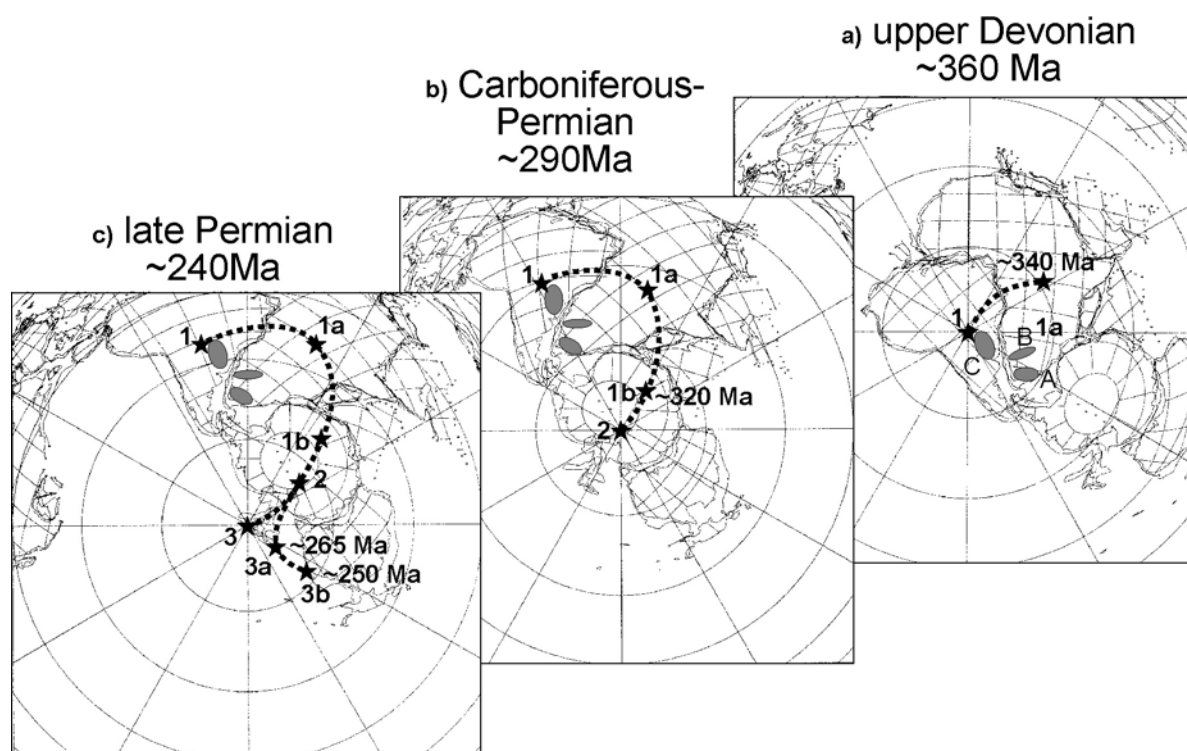 a) upper Devonian
~360 Ma
b) Carboniferous-
Permian
~290Ma
c) late Permian
~240Ma
~340 Ma
1
1a
B
A
C
1
1a
1b
~320 Ma
2
1
1a
1b
2
3
~265 Ma
3a
~250 Ma
3b